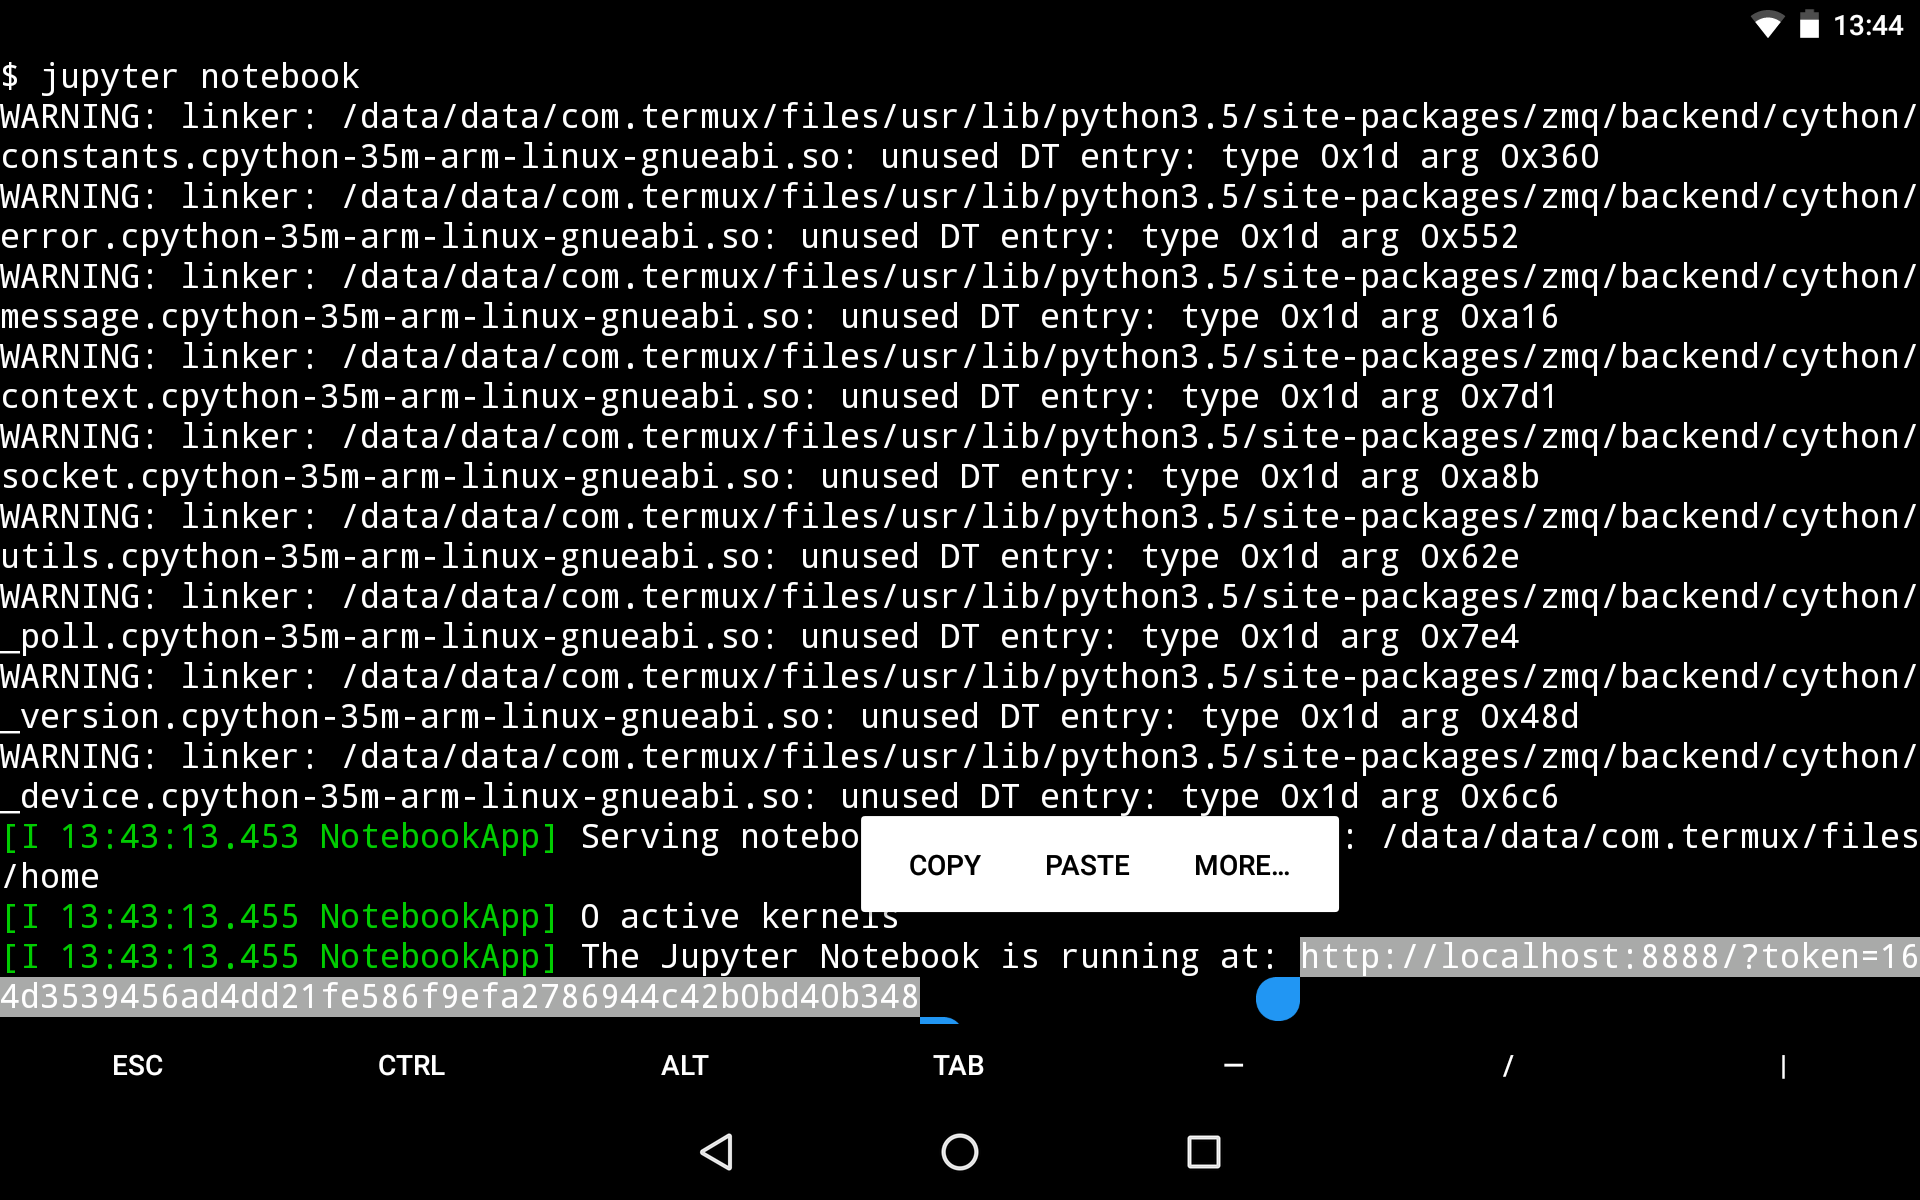 13:44
$ jupyter notebook
WARNING: linker: /data/data/com.termux/files/usr/lib/python3.5/site-packages/zmq/backend/cython/
constants.cpython-35m-arm-linux-gnueabi.so: unused DT entry: type 0x1d arg 0x360
WARNING: linker: /data/data/com.termux/files/usr/lib/python3.5/site-packages/zmq/backend/cython/
error.cpython-35m-arm-linux-gnueabi.so: unused DT entry: type 0x1d arg 0x552
WARNING: linker: /data/data/com.termux/files/usr/lib/python3.5/site-packages/zmq/backend/cython/
message.cpython-35m-arm-linux-gnueabi.so: unused DT entry: type 0x1d arg 0xa16
WARNING: linker: /data/data/com.termux/files/usr/lib/python3.5/site-packages/zmq/backend/cython/
context.cpython-35m-arm-linux-gnueabi.so: unused DT entry: type 0x1d arg 0x7d1
WARNING: linker: /data/data/com.termux/files/usr/lib/python3.5/site-packages/zmq/backend/cython/
socket.cpython-35m-arm-linux-gnueabi.so: unused DT entry: type 0x1d arg 0xa8b
WARNING: linker: /data/data/com.termux/files/usr/lib/python3.5/site-packages/zmq/backend/cython/
utils.cpython-35m-arm-linux-gnueabi.so: unused DT entry: type 0x1d arg 0x62e
WARNING: linker: /data/data/com.termux/files/usr/lib/python3.5/site-packages/zmq/backend/cython/
_poll.cpython-35m-arm-linux-gnueabi.so: unused DT entry: type 0x1d arg 0x7e4
WARNING: linker: /data/data/com.termux/files/usr/lib/python3.5/site-packages/zmq/backend/cython/
_version.cpython-35m-arm-linux-gnueabi.so: unused DT entry: type 0x1d arg 0x48d
WARNING: linker: /data/data/com.termux/files/usr/lib/python3.5/site-packages/zmq/backend/cython/
_device.cpython-35m-arm-linux-gnueabi.so: unused DT entry: type 0x1d arg 0x6c6
[I 13:43:13.453 NotebookApp] Serving notebo : /data/data/com.termux/files
/home
COPY PASTE MORE...
[I 13:43:13.455 NotebookApp] 0 active kernels
[I 13:43:13.455 NotebookApp] The Jupyter Notebook is running at: http://localhost:8888/?token=16
4d3539456ad4dd21fe586f9efa2786944c42b0bd40b348
ESC CTRL ALT TAB — / |